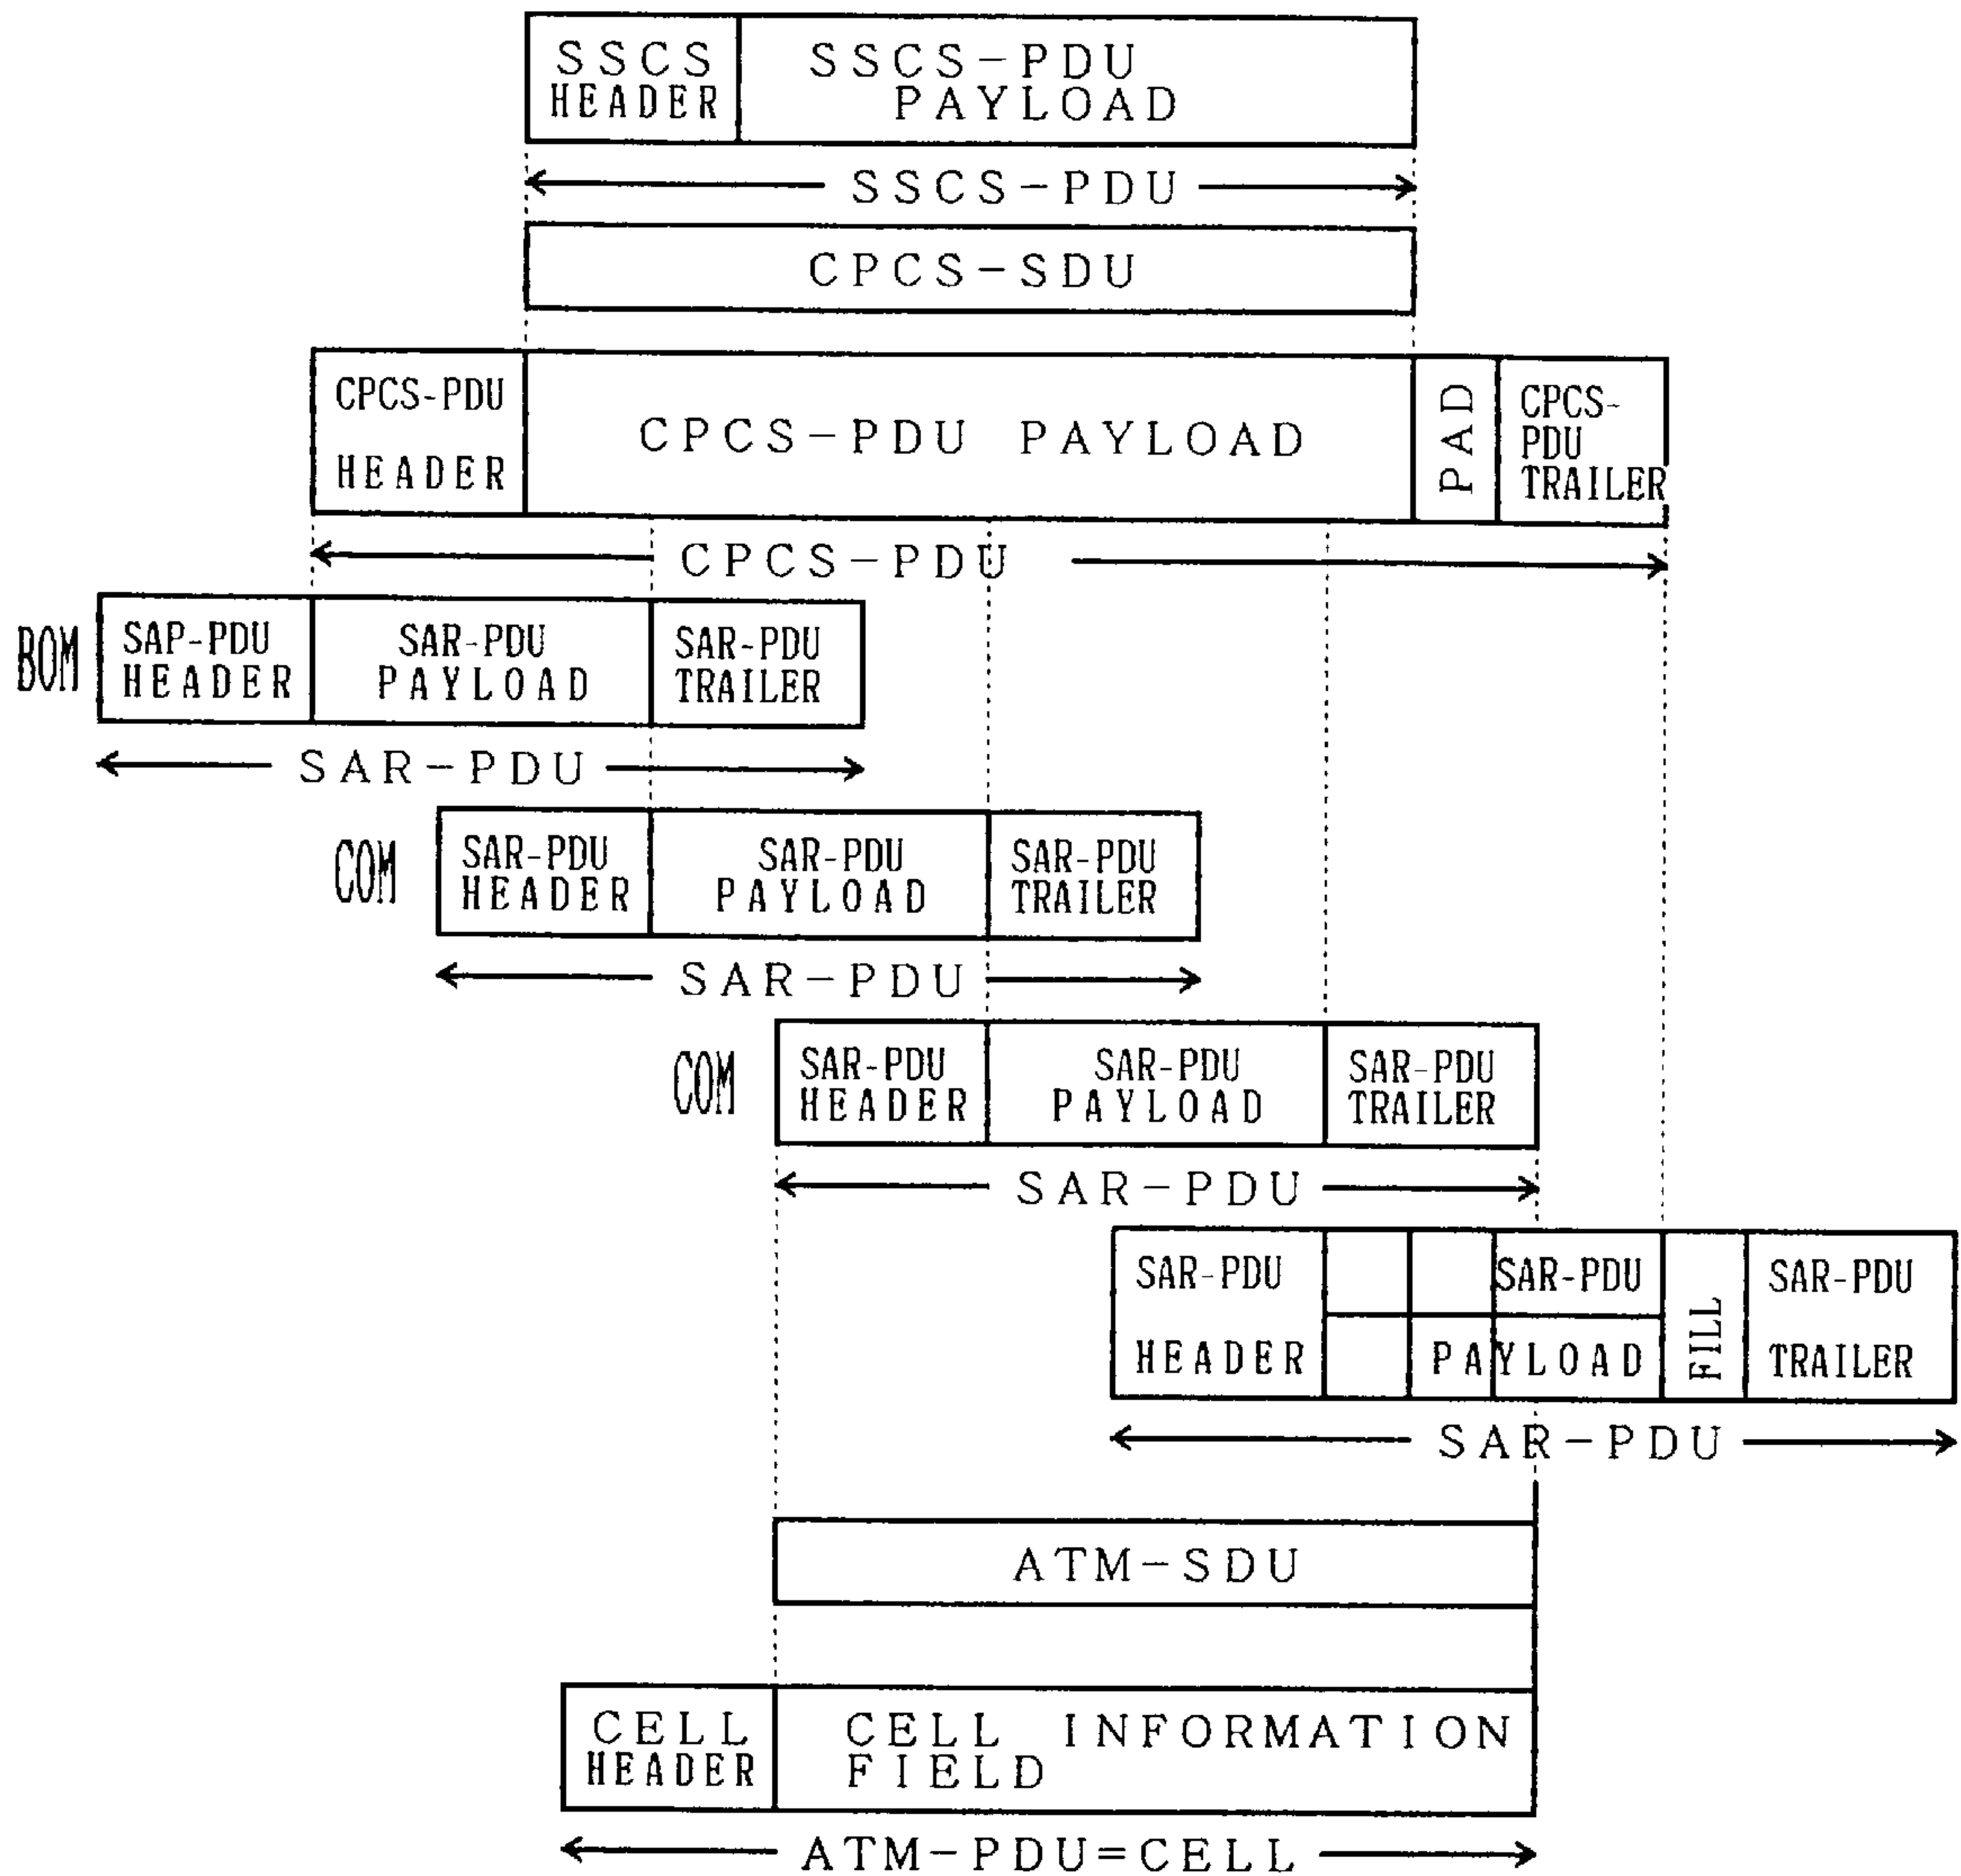 SSCS
HEADER
SSCS-PDU
PAYLOAD
SSCS-PDU
CPCS-SDU
CPCS-PDU
HEADER
CPCS-PDU PAYLOAD
PAD
CPCS-
PDU
TRAILER
CPCS-PDU
BOM
SAP-PDU
HEADER
SAR-PDU
PAYLOAD
SAR-PDU
TRAILER
SAR-PDU
COM
SAR-PDU
HEADER
SAR-PDU
PAYLOAD
SAR-PDU
TRAILER
SAR-PDU
COM
SAR-PDU
HEADER
SAR-PDU
PAYLOAD
SAR-PDU
TRAILER
SAR-PDU
SAR-PDU
HEADER
SAR-PDU
PAYLOAD
FILL
SAR-PDU
TRAILER
SAR-PDU
ATM-SDU
CELL
HEADER
CELL INFORMATION
FIELD
ATM-PDU=CELL